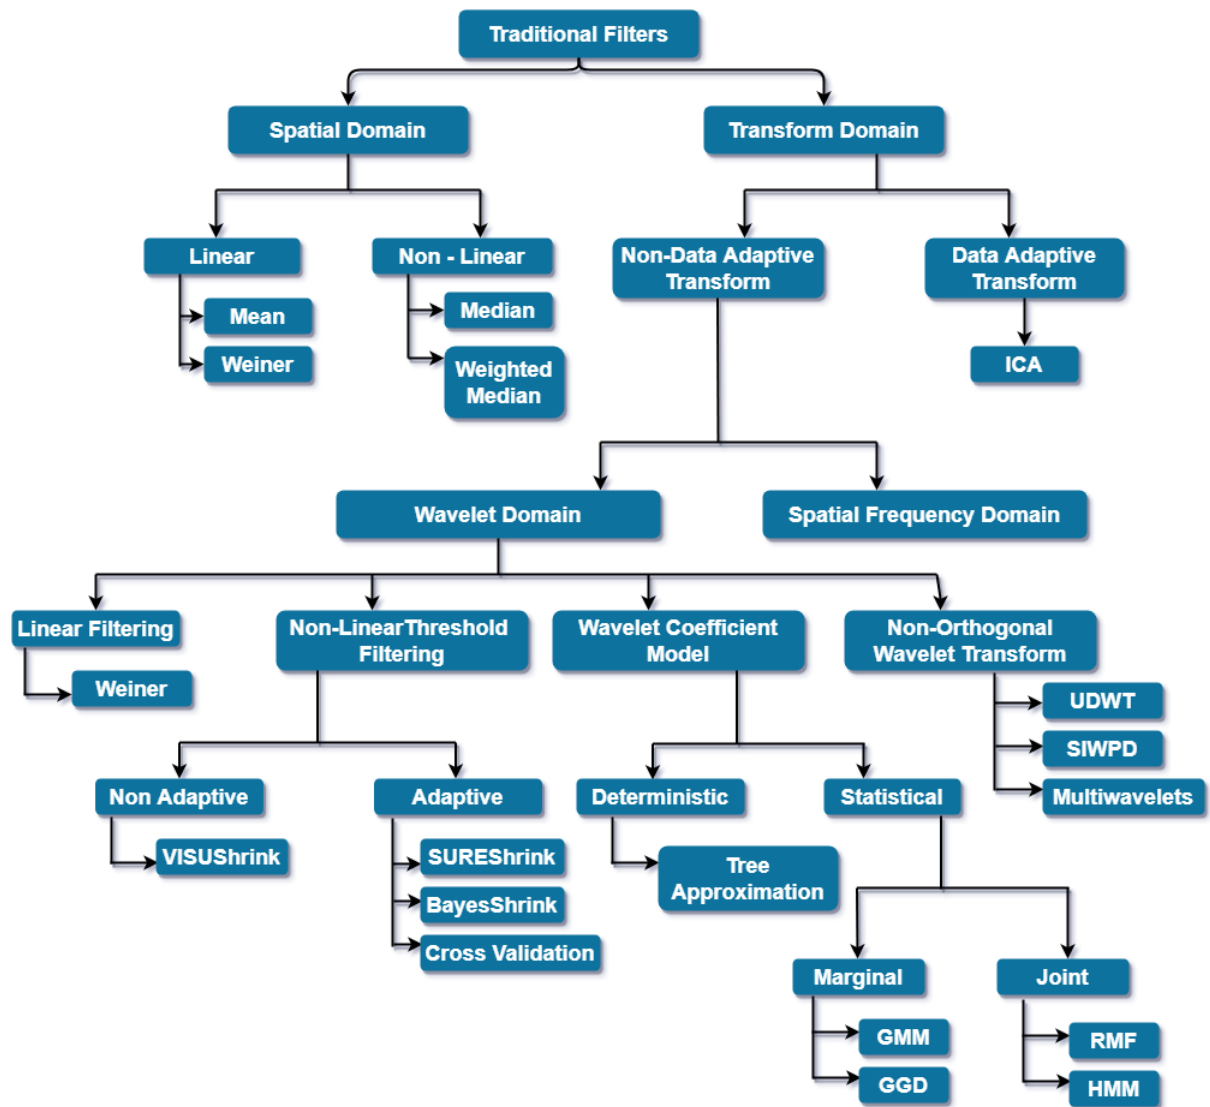 Traditional Filters
Spatial Domain
Transform Domain
Linear
Non - Linear
Non-Data Adaptive
Transform
Data Adaptive
Transform
Mean
Median
Weiner
Weighted
Median
ICA
Wavelet Domain
Spatial Frequency Domain
Linear Filtering
Non-LinearThreshold
Filtering
Wavelet Coefficient
Model
Non-Orthogonal
Wavelet Transform
Weiner
UDWT
SIWPD
Multiwavelets
Non Adaptive
Adaptive
Deterministic
Statistical
VISUShrink
SUREShrink
BayesShrink
Cross Validation
Tree
Approximation
Marginal
Joint
GMM
GGD
RMF
HMM